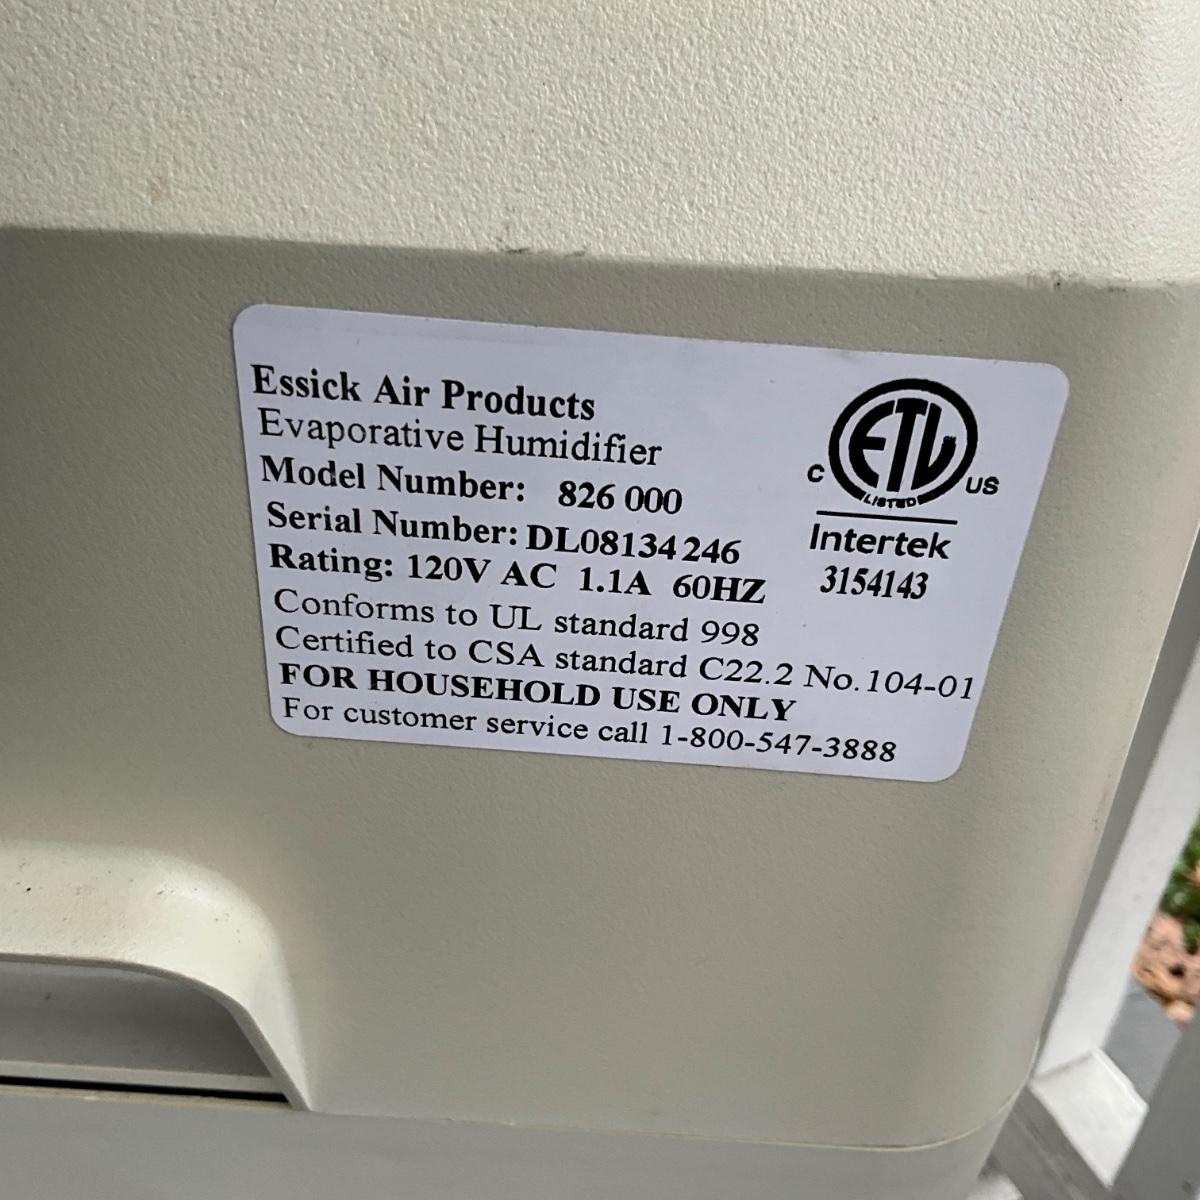 Essick Air Products
Evaporative Humidifier
Model Number: 826 000
Serial Number: DL08134246
Rating: 120V AC 1.1A 60HZ
Conforms to UL standard 998
Certified to CSA standard C22.2 No.104-01
FOR HOUSEHOLD USE ONLY
For customer service call 1-800-547-3888
ETL
LISTED
C US
Intertek
3154143